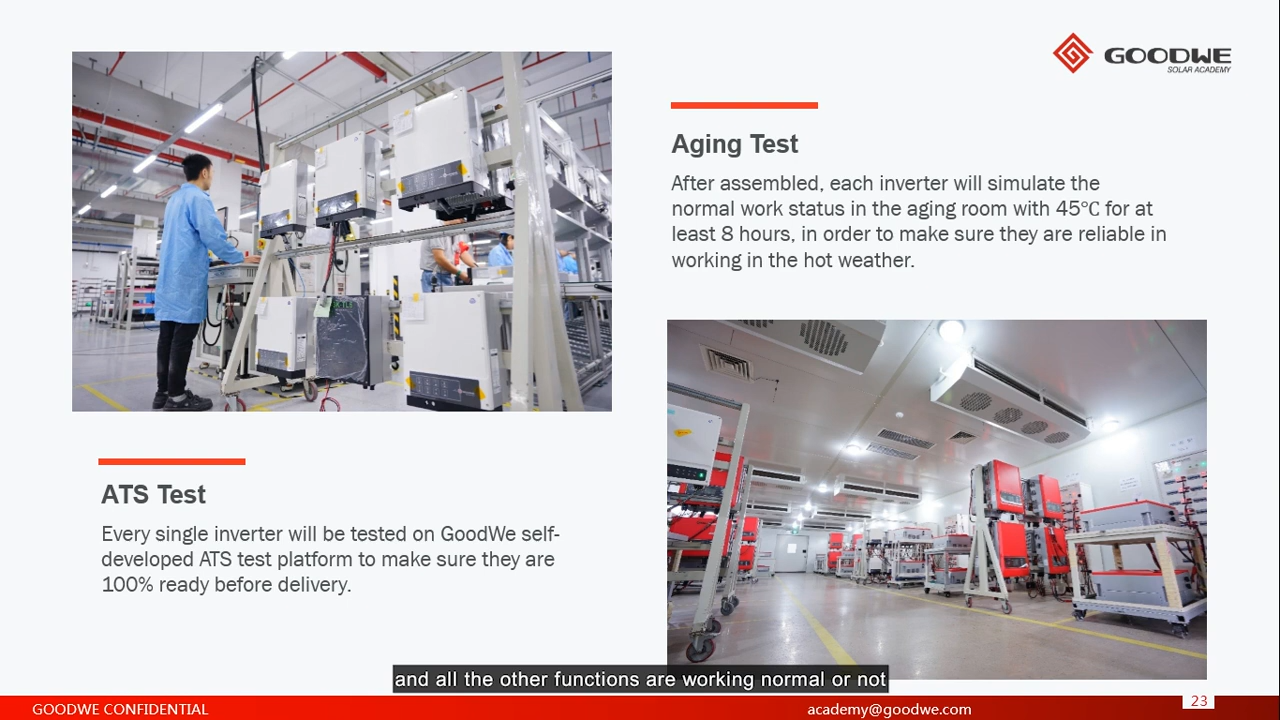 GOODWE
SOLAR ACADEMY
Aging Test
After assembled, each inverter will simulate the
normal work status in the aging room with 45℃ for at
least 8 hours, in order to make sure they are reliable in
working in the hot weather.
ATS Test
Every single inverter will be tested on GoodWe self-
developed ATS test platform to make sure they are
100% ready before delivery.
and all the other functions are working normal or not
GOODWE CONFIDENTIAL
academy@goodwe.com
23